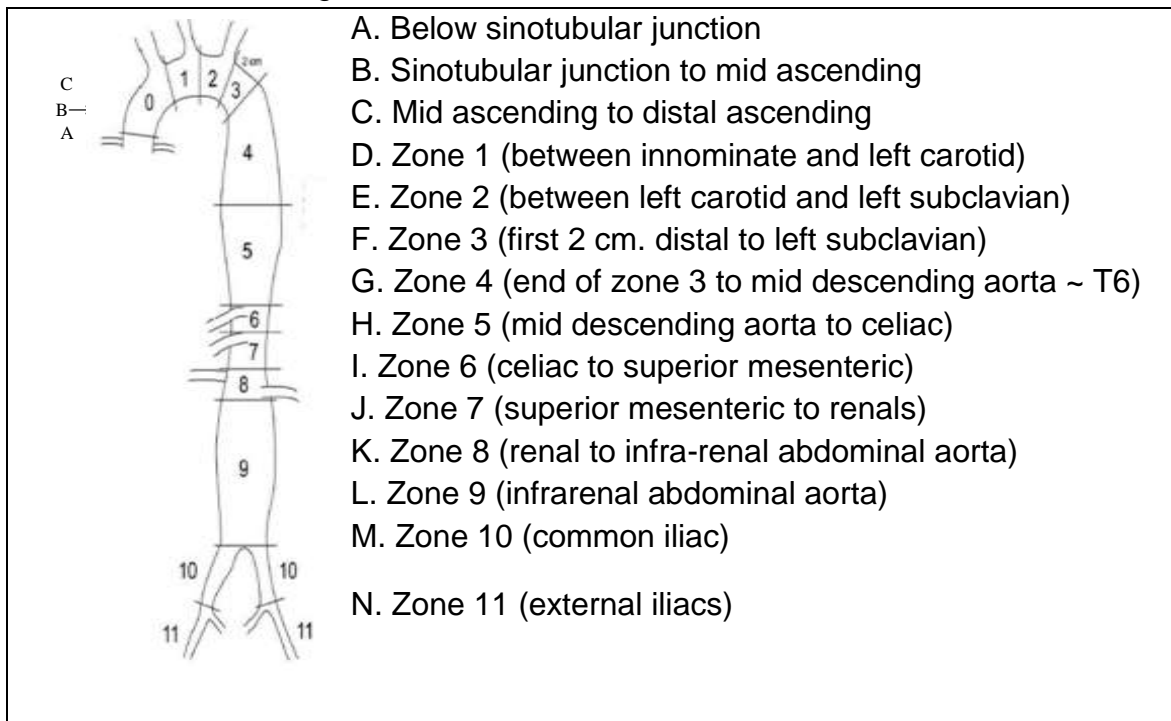 A. Below sinotubular junction
B. Sinotubular junction to mid ascending
C. Mid ascending to distal ascending
D. Zone 1 (between innominate and left carotid)
E. Zone 2 (between left carotid and left subclavian)
F. Zone 3 (first 2 cm. distal to left subclavian)
G. Zone 4 (end of zone 3 to mid descending aorta ~ T6)
H. Zone 5 (mid descending aorta to celiac)
I. Zone 6 (celiac to superior mesenteric)
J. Zone 7 (superior mesenteric to renals)
K. Zone 8 (renal to infra-renal abdominal aorta)
L. Zone 9 (infrarenal abdominal aorta)
M. Zone 10 (common iliac)
N. Zone 11 (external iliacs)
C
B
A
0
1
2
2 cm
3
4
5
6
7
8
9
10
10
11
11